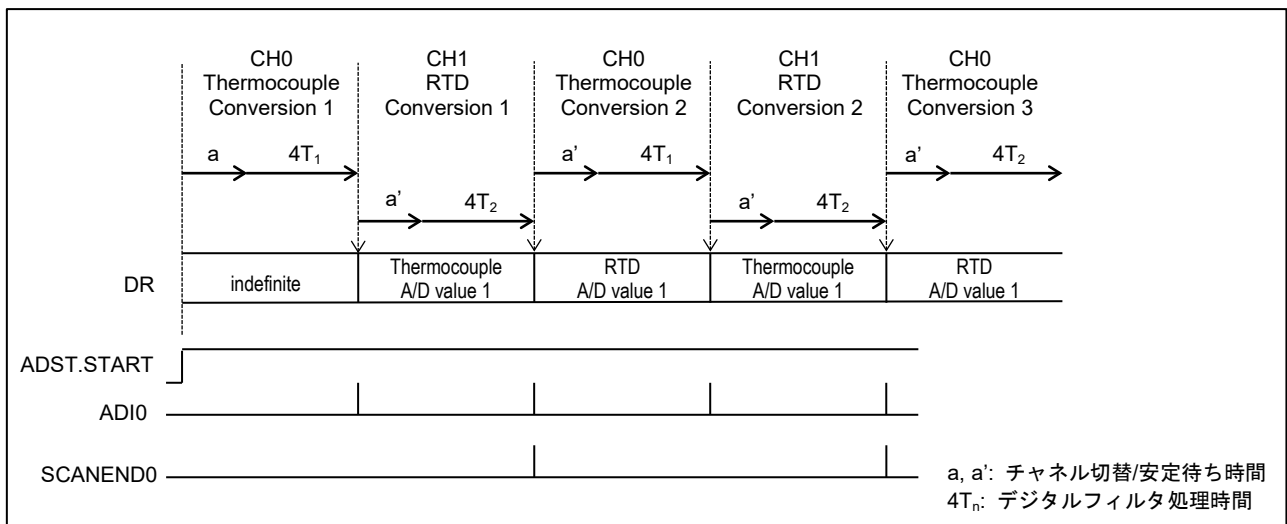 CH0
Thermocouple
Conversion 1
CH1
RTD
Conversion 1
CH0
Thermocouple
Conversion 2
CH1
RTD
Conversion 2
CH0
Thermocouple
Conversion 3
a 4T₁ a' 4T₁ a' 4T₂
a' 4T₂ a' 4T₂
DR
indefinite
Thermocouple
A/D value 1
RTD
A/D value 1
Thermocouple
A/D value 1
RTD
A/D value 1
ADST.START
ADI0
SCANEND0
a, a': チャネル切替/安定待ち時間
4Tₙ: デジタルフィルタ処理時間